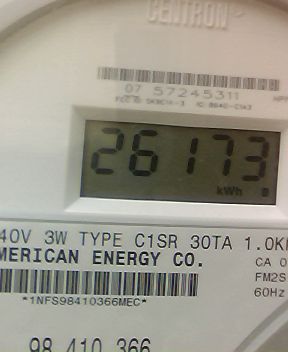 CENTRON
07 57245311
26173
kWh
40V 3W TYPE C1SR 30TA 1.0K
MERICAN ENERGY CO.
CA 0
FM2S
60Hz
*1NFS98410366MEC*
98 410 366